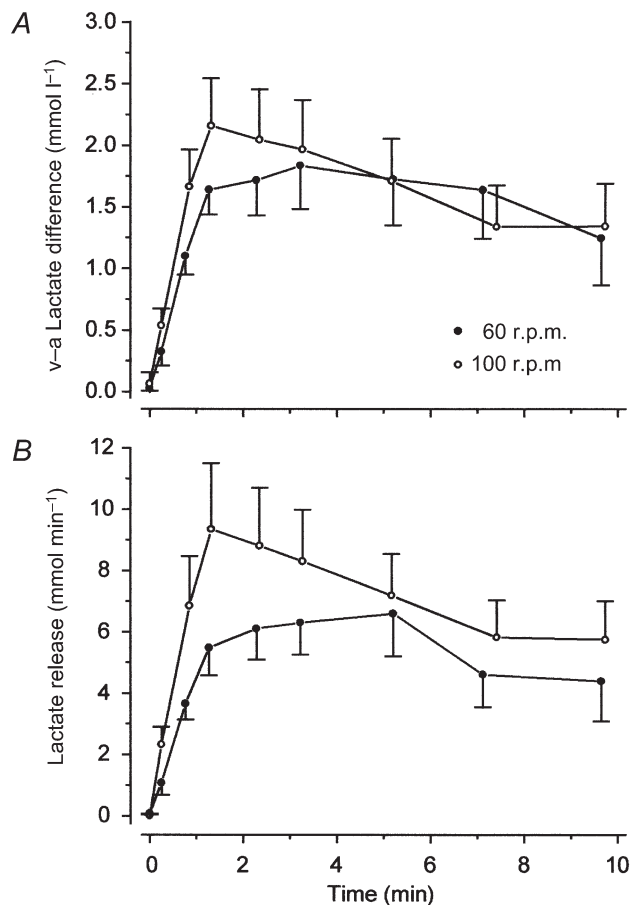 A
v–a Lactate difference (mmol l⁻¹)
3.0
2.5
2.0
1.5
1.0
0.5
0.0
60 r.p.m.
100 r.p.m
B
Lactate release (mmol min⁻¹)
12
10
8
6
4
2
0
0 2 4 6 8 10
Time (min)